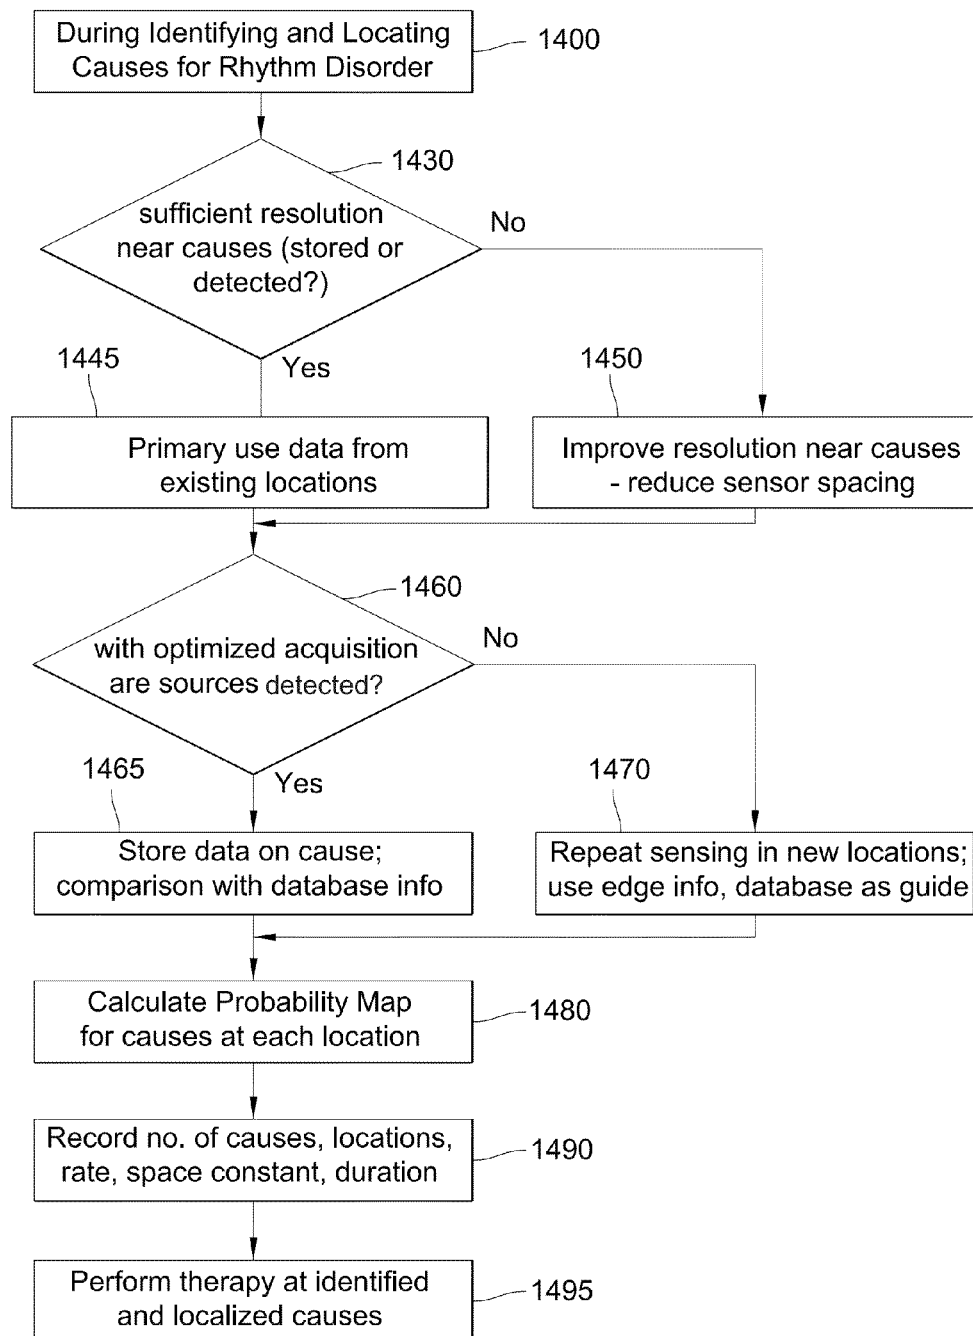 During Identifying and Locating
Causes for Rhythm Disorder
1400
1430
sufficient resolution
near causes (stored or
detected?)
No
Yes
1445
Primary use data from
existing locations
1450
Improve resolution near causes
- reduce sensor spacing
1460
with optimized acquisition
are sources detected?
No
Yes
1465
Store data on cause;
comparison with database info
1470
Repeat sensing in new locations;
use edge info, database as guide
Calculate Probability Map
for causes at each location
1480
Record no. of causes, locations,
rate, space constant, duration
1490
Perform therapy at identified
and localized causes
1495